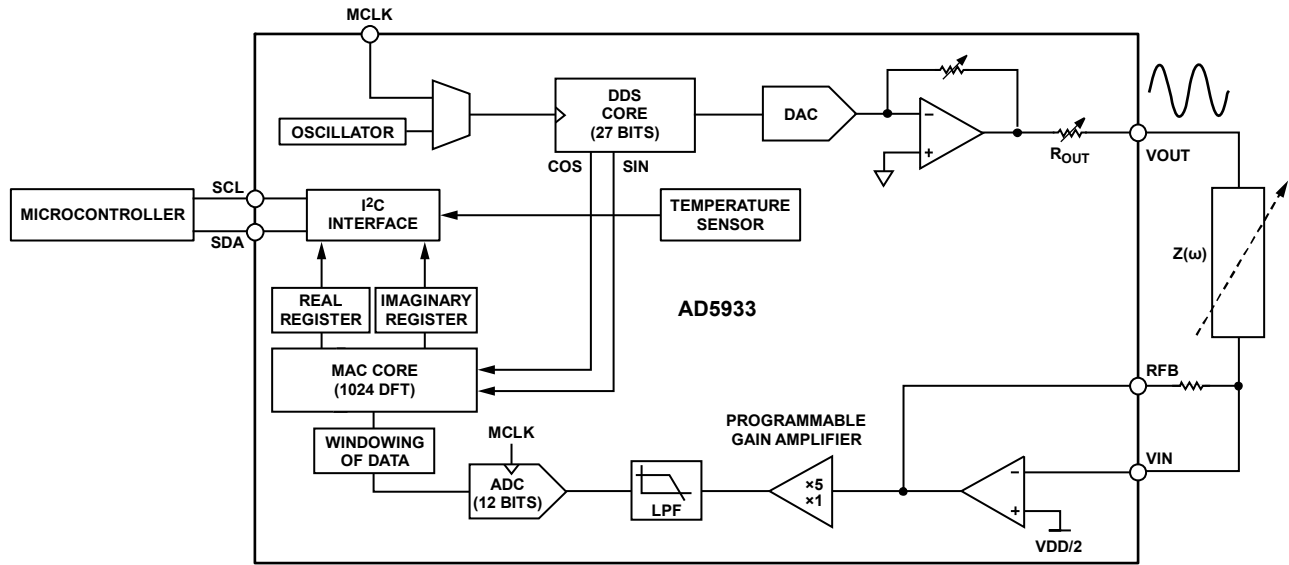 MCLK
OSCILLATOR
DDS
CORE
(27 BITS)
DAC
−
+
ROUT
VOUT
COS
SIN
SCL
MICROCONTROLLER
SDA
I2C
INTERFACE
TEMPERATURE
SENSOR
Z(ω)
REAL
REGISTER
IMAGINARY
REGISTER
AD5933
MAC CORE
(1024 DFT)
RFB
WINDOWING
OF DATA
MCLK
ADC
(12 BITS)
LPF
PROGRAMMABLE
GAIN AMPLIFIER
×5
×1
−
+
VIN
VDD/2